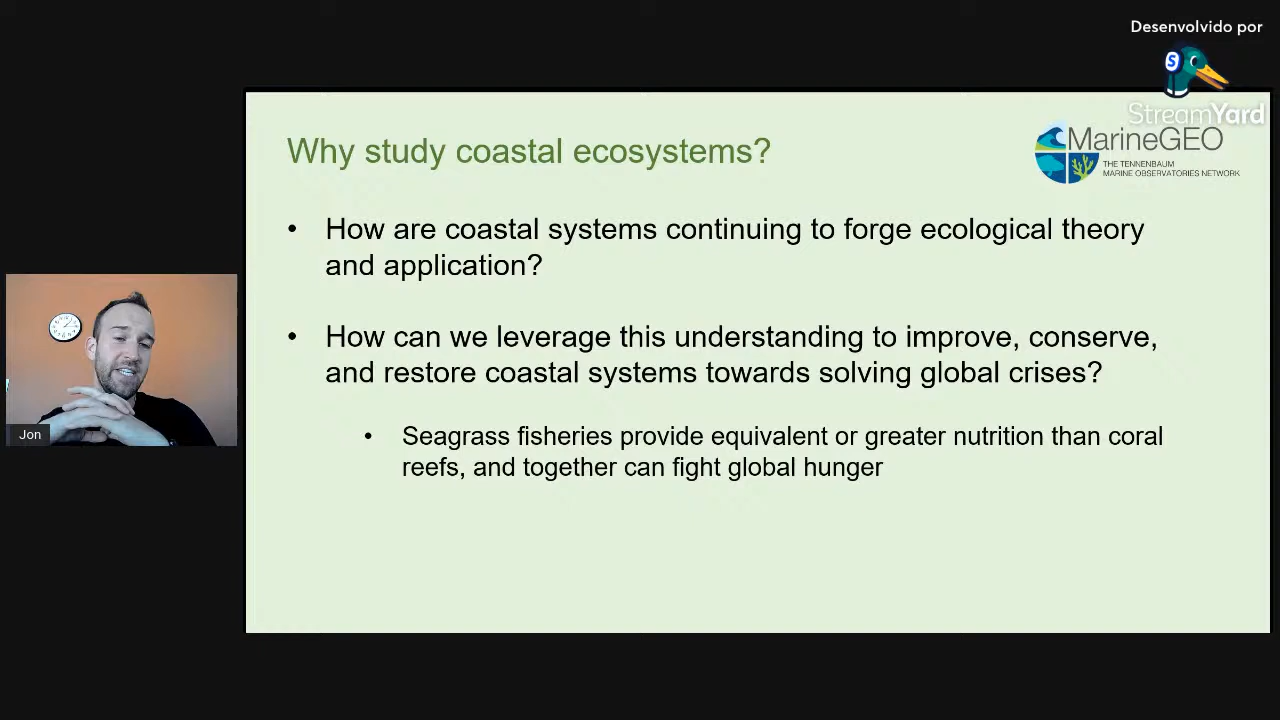 Desenvolvido por
S
StreamYard
Why study coastal ecosystems?
MarineGEO
THE TENNENBAUM
MARINE OBSERVATORIES NETWORK
• How are coastal systems continuing to forge ecological theory
and application?
• How can we leverage this understanding to improve, conserve,
and restore coastal systems towards solving global crises?
• Seagrass fisheries provide equivalent or greater nutrition than coral
reefs, and together can fight global hunger
Jon